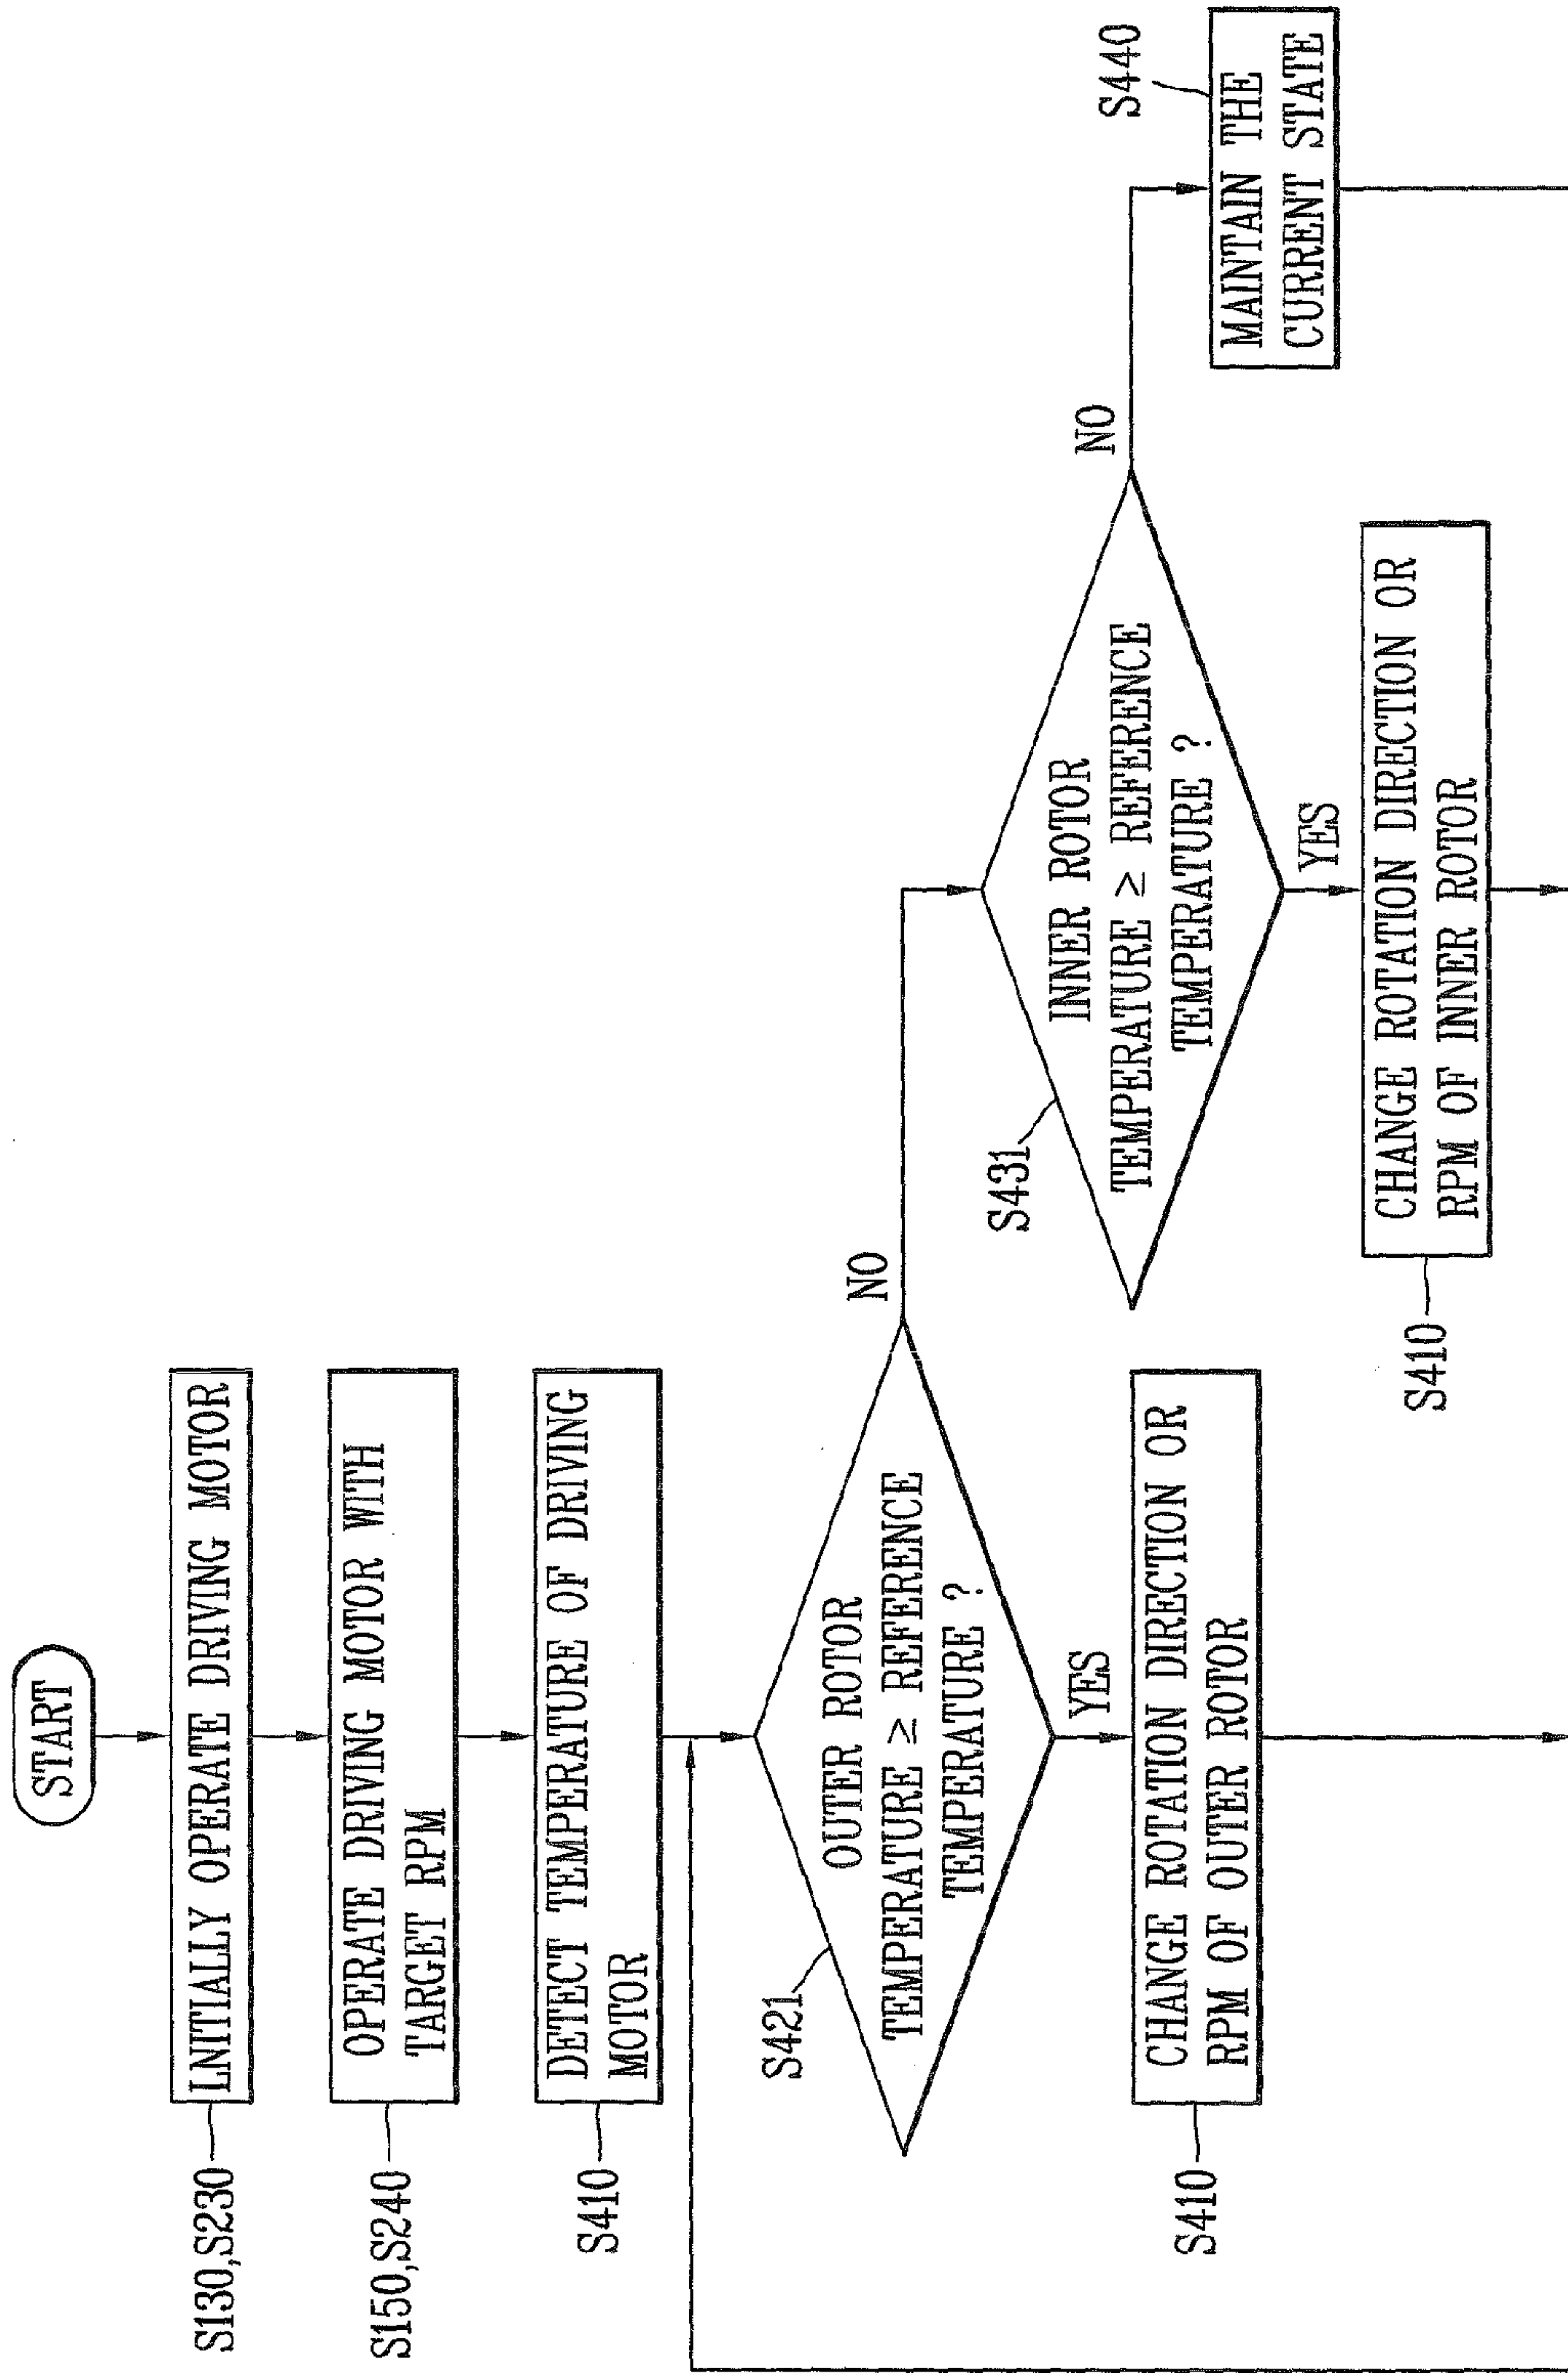 START
S130,S230
LNITIALLY OPERATE DRIVING MOTOR
S150,S240
OPERATE DRIVING MOTOR WITH
TARGET RPM
S410
DETECT TEMPERATURE OF DRIVING
MOTOR
S421
OUTER ROTOR
TEMPERATURE ≥ REFERENCE
TEMPERATURE ?
NO
YES
S410
CHANGE ROTATION DIRECTION OR
RPM OF OUTER ROTOR
S431
INNER ROTOR
TEMPERATURE ≥ REFERENCE
TEMPERATURE ?
NO
YES
S410
CHANGE ROTATION DIRECTION OR
RPM OF INNER ROTOR
S440
MAINTAIN THE
CURRENT STATE